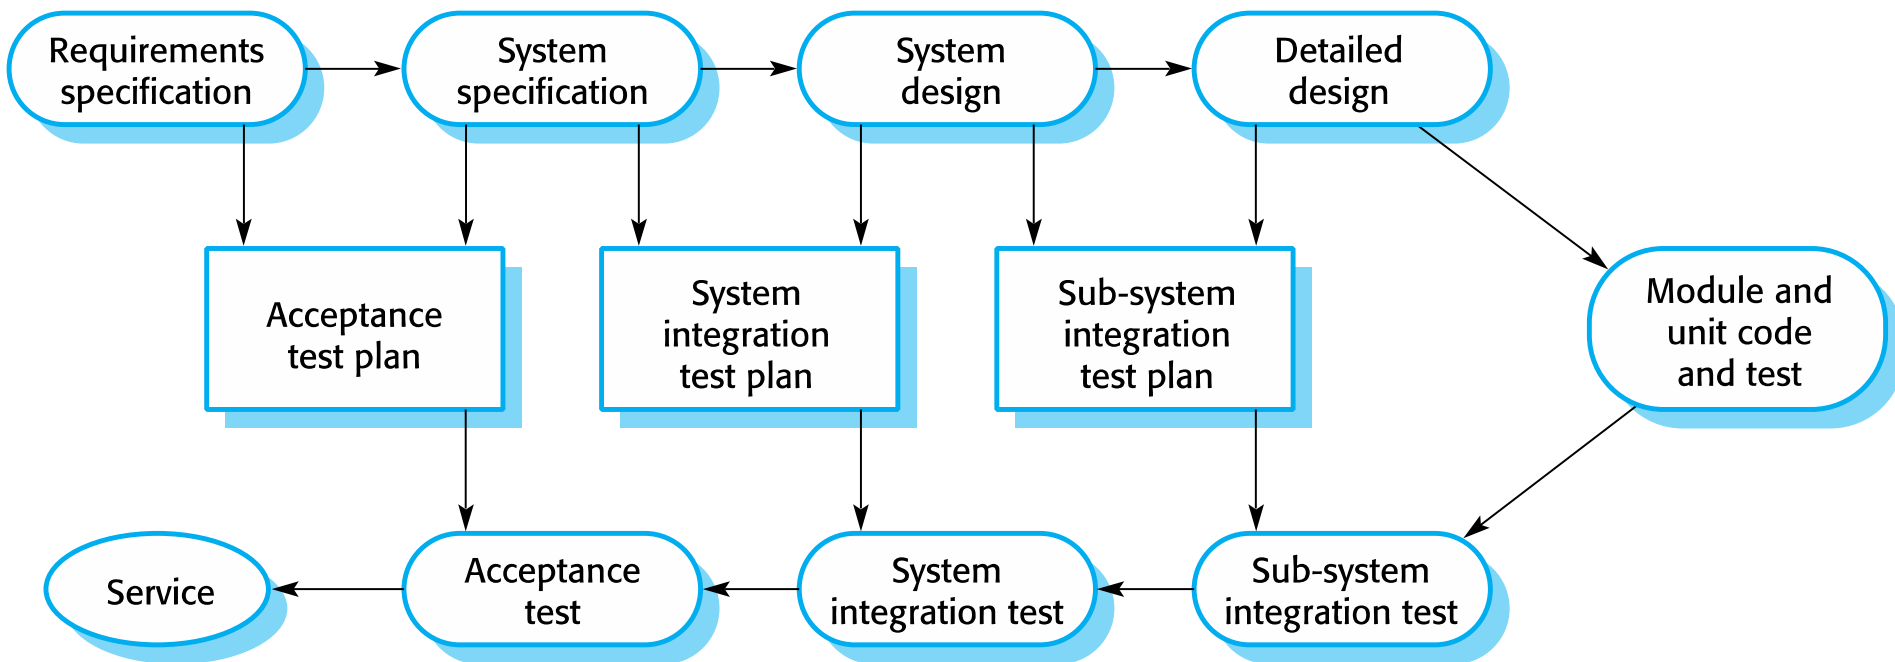 Requirements
specification
System
specification
System
design
Detailed
design
Acceptance
test plan
System
integration
test plan
Sub-system
integration
test plan
Module and
unit code
and test
Service
Acceptance
test
System
integration test
Sub-system
integration test